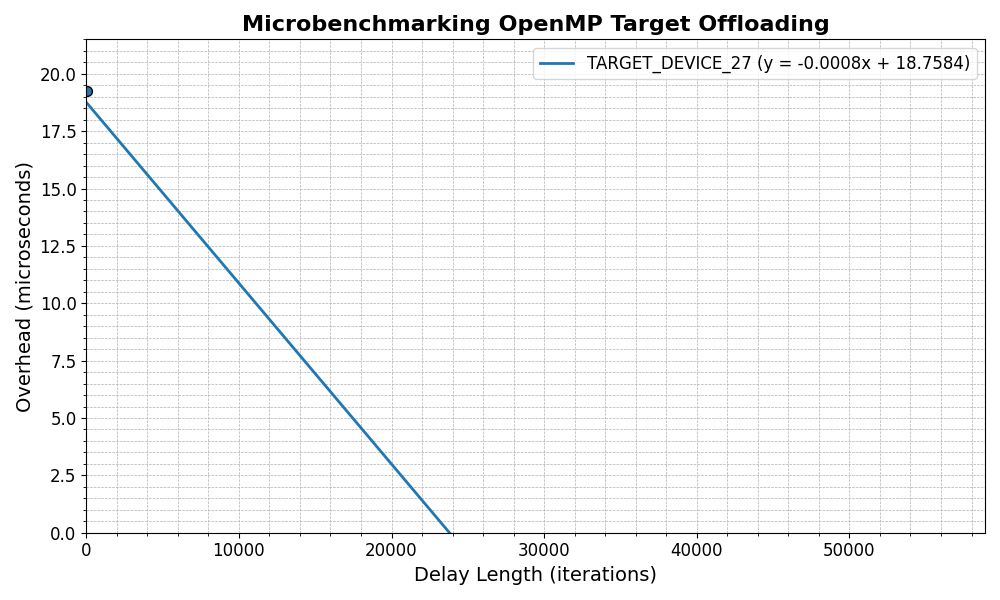 Microbenchmarking OpenMP Target Offloading
TARGET_DEVICE_27 (y = -0.0008x + 18.7584)
Overhead (microseconds)
20.0
17.5
15.0
12.5
10.0
7.5
5.0
2.5
0.0
0 10000 20000 30000 40000 50000
Delay Length (iterations)